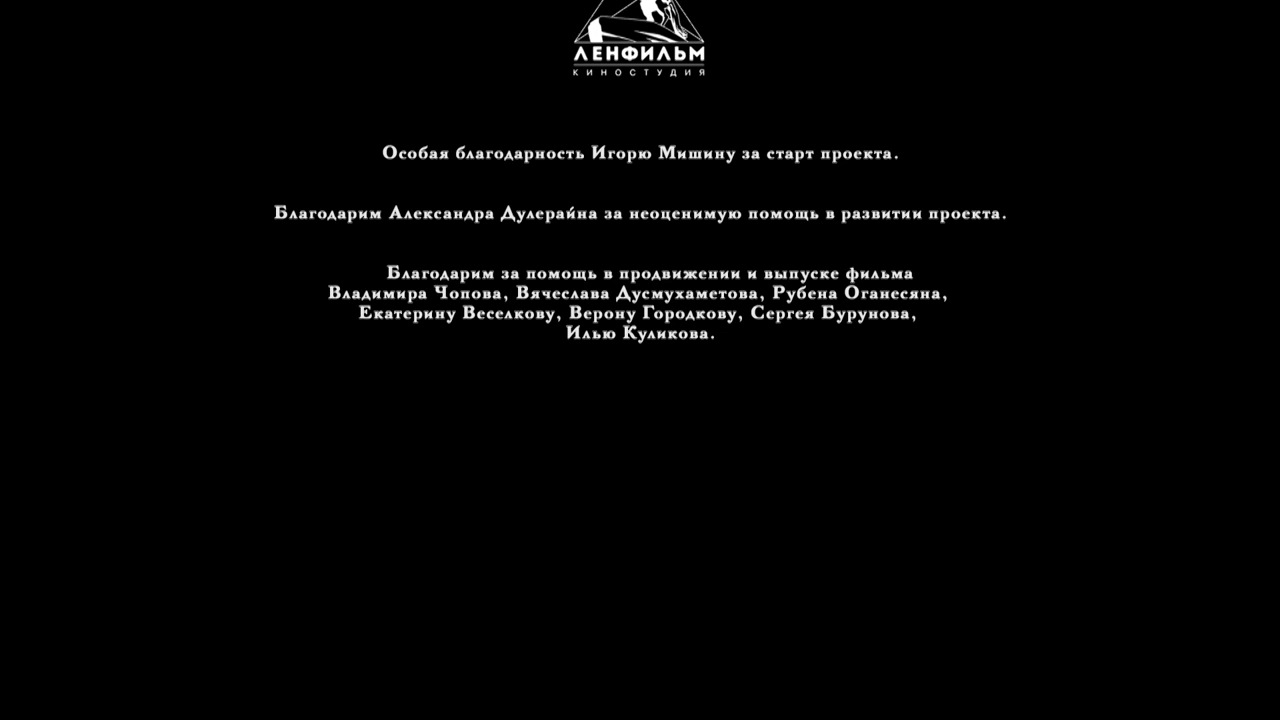 ЛЕНФИЛЬМ
КИНОСТУДИЯ
Особая благодарность Игорю Мишину за старт проекта.
Благодарим Александра Дулерайна за неоценимую помощь в развитии проекта.
Благодарим за помощь в продвижении и выпуске фильма
Владимира Чопова, Вячеслава Дусмухаметова, Рубена Оганесяна,
Екатерину Веселкову, Верону Городкову, Сергея Бурунова,
Илью Куликова.